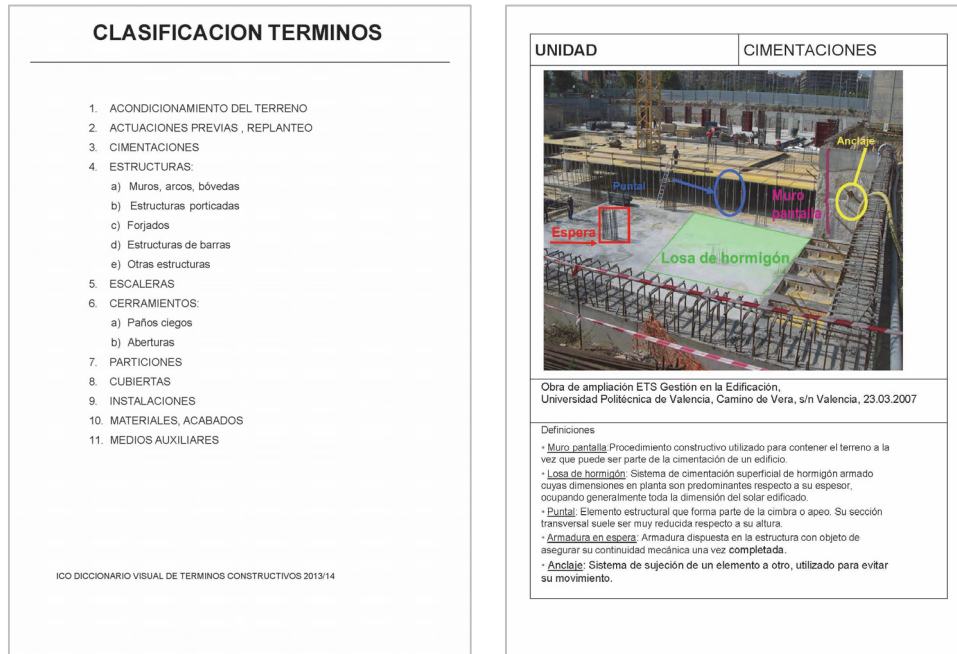 CLASIFICACION TERMINOS
1. ACONDICIONAMIENTO DEL TERRENO
2. ACTUACIONES PREVIAS , REPLANTEO
3. CIMENTACIONES
4. ESTRUCTURAS:
a) Muros, arcos, bóvedas
b) Estructuras porticadas
c) Forjados
d) Estructuras de barras
e) Otras estructuras
5. ESCALERAS
6. CERRAMIENTOS:
a) Paños ciegos
b) Aberturas
7. PARTICIONES
8. CUBIERTAS
9. INSTALACIONES
10. MATERIALES, ACABADOS
11. MEDIOS AUXILIARES
ICO DICCIONARIO VISUAL DE TERMINOS CONSTRUCTIVOS 2013/14
UNIDAD
CIMENTACIONES
Anclaje
Puntal
Muro
pantalla
Espera
Losa de hormigón
Obra de ampliación ETS Gestión en la Edificación,
Universidad Politécnica de Valencia, Camino de Vera, s/n Valencia, 23.03.2007
Definiciones
• Muro pantalla:Procedimiento constructivo utilizado para contener el terreno a la
vez que puede ser parte de la cimentación de un edificio.
• Losa de hormigón: Sistema de cimentación superficial de hormigón armado
cuyas dimensiones en planta son predominantes respecto a su espesor,
ocupando generalmente toda la dimensión del solar edificado.
• Puntal: Elemento estructural que forma parte de la cimbra o apeo. Su sección
transversal suele ser muy reducida respecto a su altura.
• Armadura en espera: Armadura dispuesta en la estructura con objeto de
asegurar su continuidad mecánica una vez completada.
• Anclaje: Sistema de sujeción de un elemento a otro, utilizado para evitar
su movimiento.